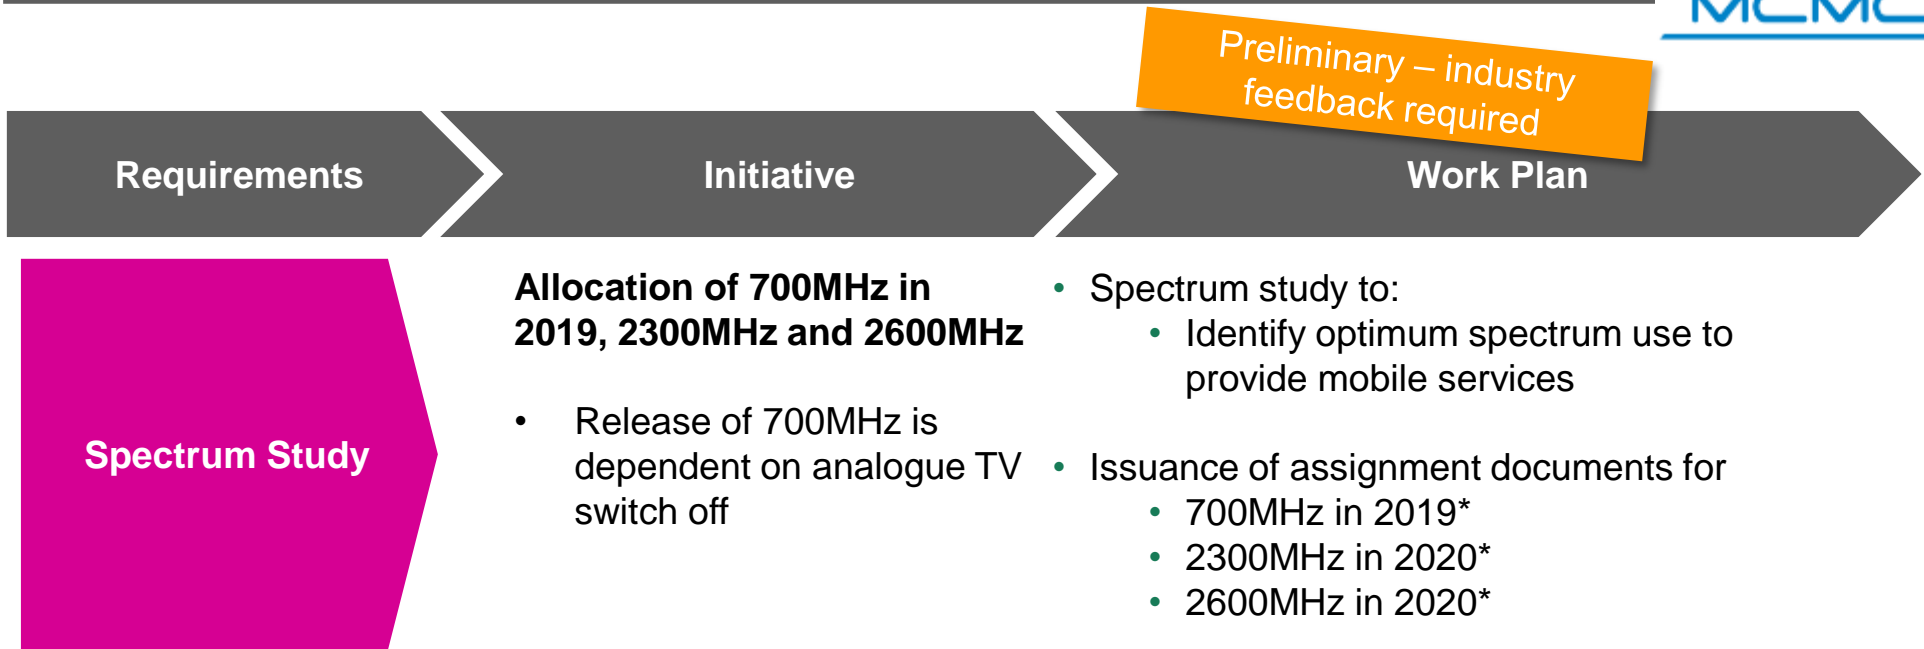 MCMC
Preliminary – industry
feedback required
Requirements
Initiative
Work Plan
Spectrum Study
Allocation of 700MHz in
2019, 2300MHz and 2600MHz
• Release of 700MHz is
dependent on analogue TV
switch off
• Spectrum study to:
• Identify optimum spectrum use to
provide mobile services
• Issuance of assignment documents for
• 700MHz in 2019*
• 2300MHz in 2020*
• 2600MHz in 2020*